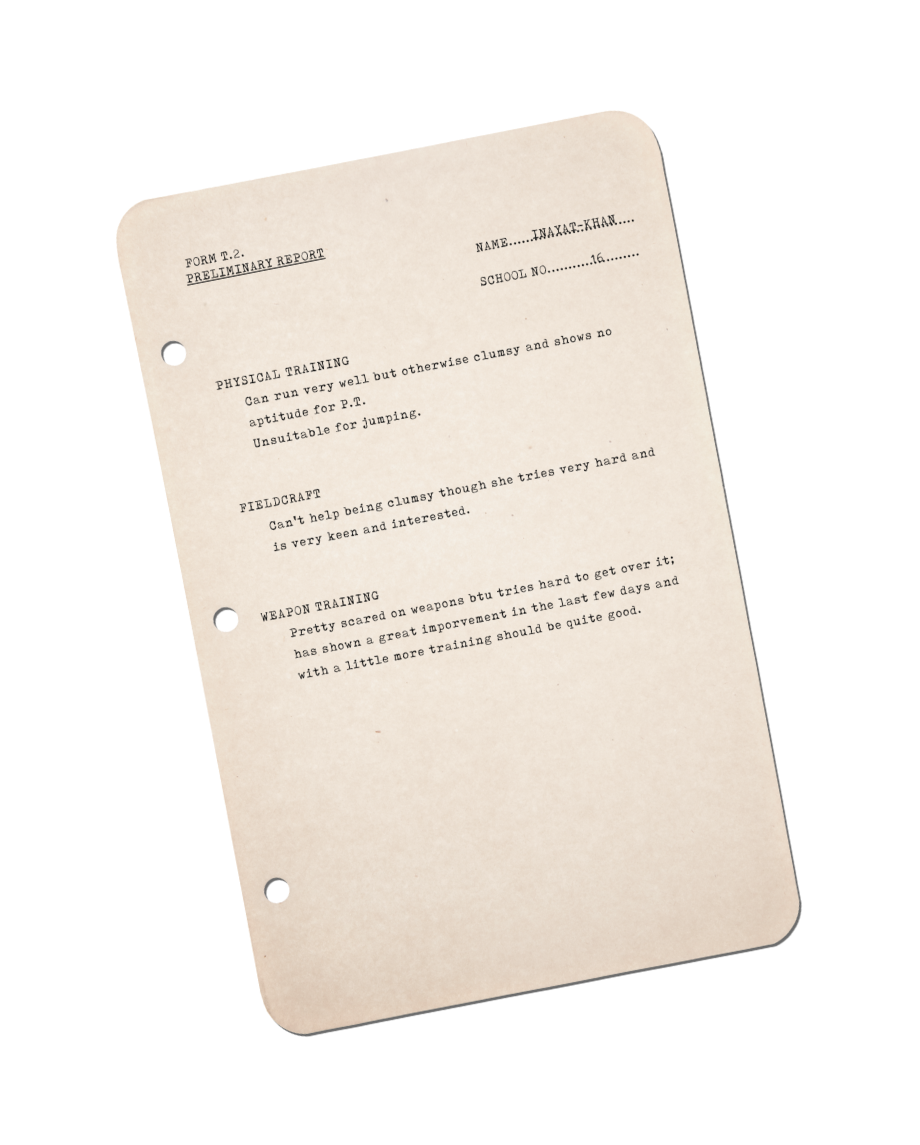 FORM T.2.
PRELIMINARY REPORT
NAME......INAYAT-KHAN....
SCHOOL NO..........16........
PHYSICAL TRAINING
Can run very well but otherwise clumsy and shows no
aptitude for P.T.
Unsuitable for jumping.
FIELDCRAFT
Can't help being clumsy though she tries very hard and
is very keen and interested.
WEAPON TRAINING
Pretty scared on weapons btu tries hard to get over it;
has shown a great imporvement in the last few days and
with a little more training should be quite good.